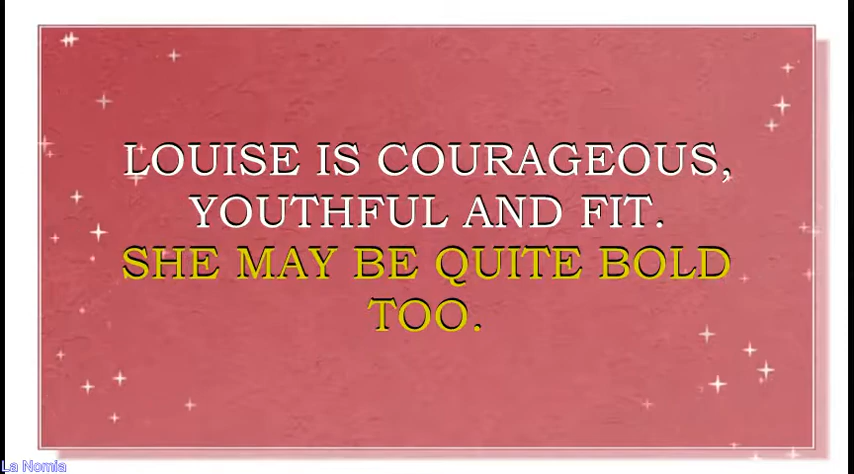 LOUISE IS COURAGEOUS,
YOUTHFUL AND FIT.
SHE MAY BE QUITE BOLD
TOO.
La Nomia